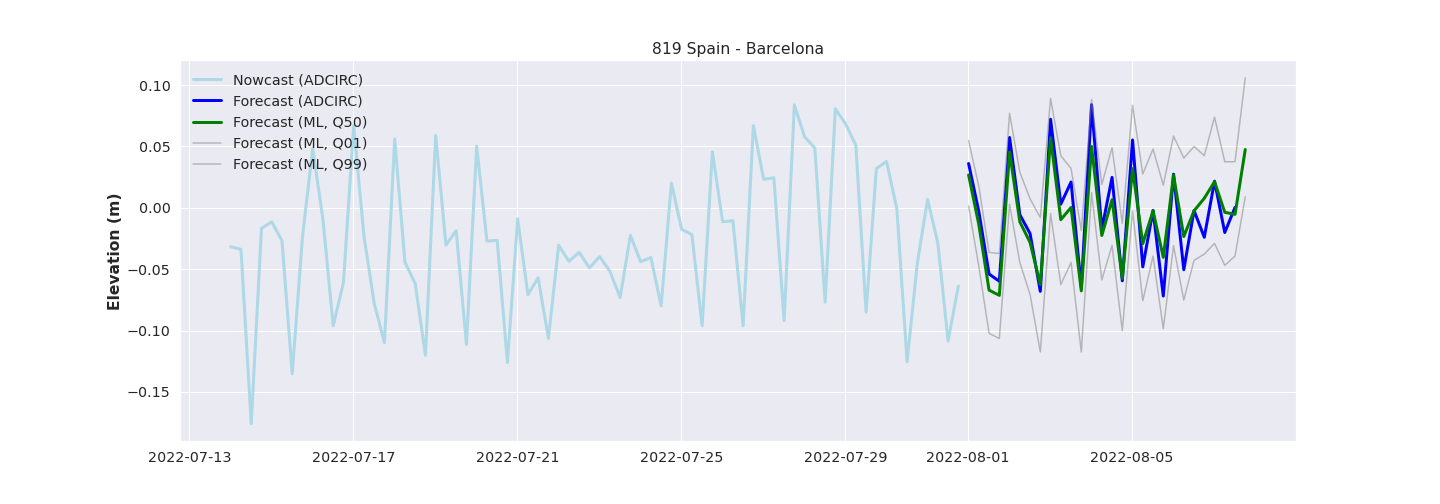 819 Spain - Barcelona
Nowcast (ADCIRC)
Forecast (ADCIRC)
Forecast (ML, Q50)
Forecast (ML, Q01)
Forecast (ML, Q99)
Elevation (m)
0.10
0.05
0.00
−0.05
−0.10
−0.15
2022-07-13 2022-07-17 2022-07-21 2022-07-25 2022-07-29 2022-08-01 2022-08-05